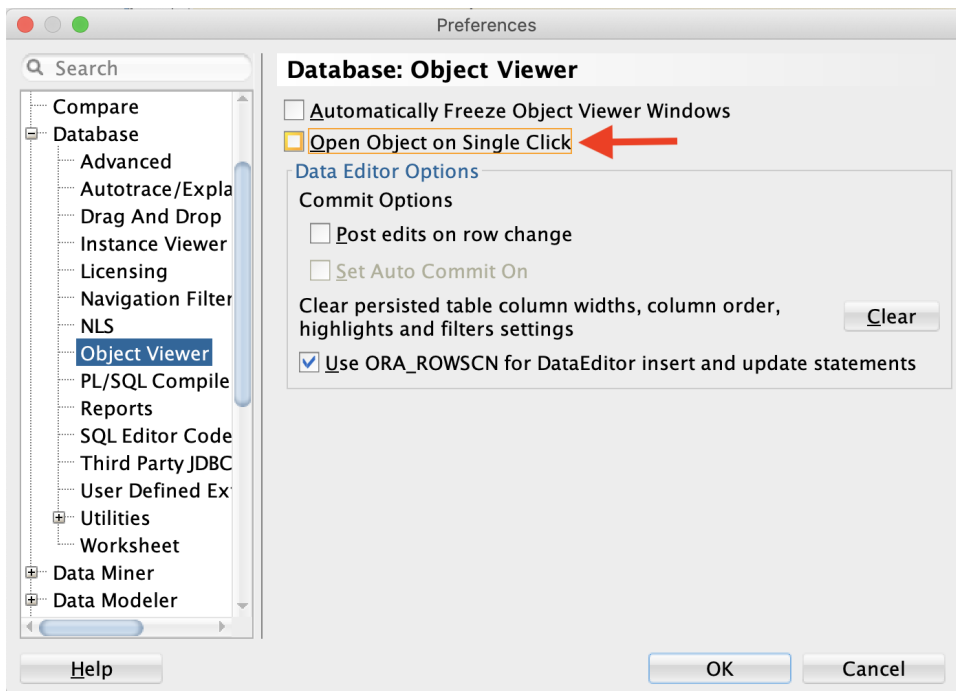 Preferences
Search
Compare
Database
Advanced
Autotrace/Expla
Drag And Drop
Instance Viewer
Licensing
Navigation Filter
NLS
Object Viewer
PL/SQL Compile
Reports
SQL Editor Code
Third Party JDBC
User Defined Ex
Utilities
Worksheet
Data Miner
Data Modeler
Database: Object Viewer
Automatically Freeze Object Viewer Windows
Open Object on Single Click
Data Editor Options
Commit Options
Post edits on row change
Set Auto Commit On
Clear persisted table column widths, column order,
highlights and filters settings
Clear
Use ORA_ROWSCN for DataEditor insert and update statements
Help
OK
Cancel